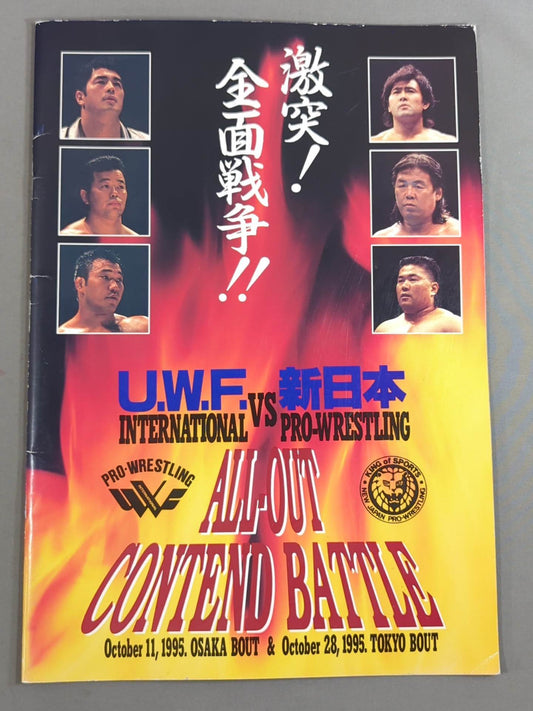 激突!
全面戦争!!
U.W.F.
INTERNATIONAL
VS
新日本
PRO-WRESTLING
PRO-WRESTLING
UWF
KING of SPORTS
NEW JAPAN PRO-WRESTLING
ALL-OUT
CONTEND BATTLE
October 11, 1995. OSAKA BOUT & October 28, 1995. TOKYO BOUT